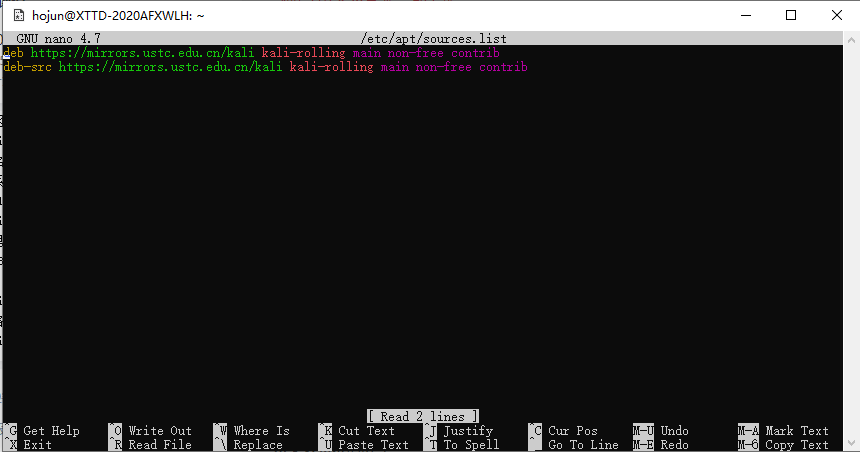 hojun@XTTD-2020AFXWLH: ~
GNU nano 4.7 /etc/apt/sources.list
deb https://mirrors.ustc.edu.cn/kali kali-rolling main non-free contrib
deb-src https://mirrors.ustc.edu.cn/kali kali-rolling main non-free contrib
[ Read 2 lines ]
^G Get Help ^O Write Out ^W Where Is ^K Cut Text ^J Justify ^C Cur Pos M-U Undo M-A Mark Text
^X Exit ^R Read File ^\ Replace ^U Paste Text ^T To Spell ^_ Go To Line M-E Redo M-6 Copy Text